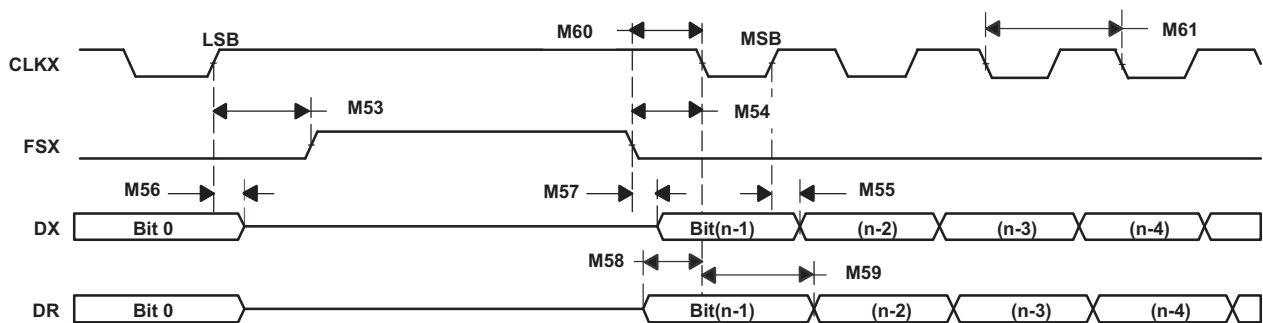 LSB M60 MSB M61
CLKX
M53 M54
FSX
M56 M57 M55
DX Bit 0 Bit(n-1) (n-2) (n-3) (n-4)
M58 M59
DR Bit 0 Bit(n-1) (n-2) (n-3) (n-4)